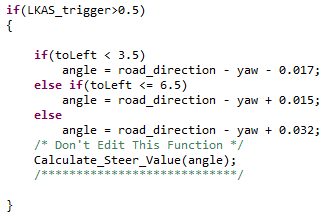 if(LKAS_trigger>0.5)
{
if(toLeft < 3.5)
angle = road_direction - yaw - 0.017;
else if(toLeft <= 6.5)
angle = road_direction - yaw + 0.015;
else
angle = road_direction - yaw + 0.032;
/* Don't Edit This Function */
Calculate_Steer_Value(angle);
/****************************/
}